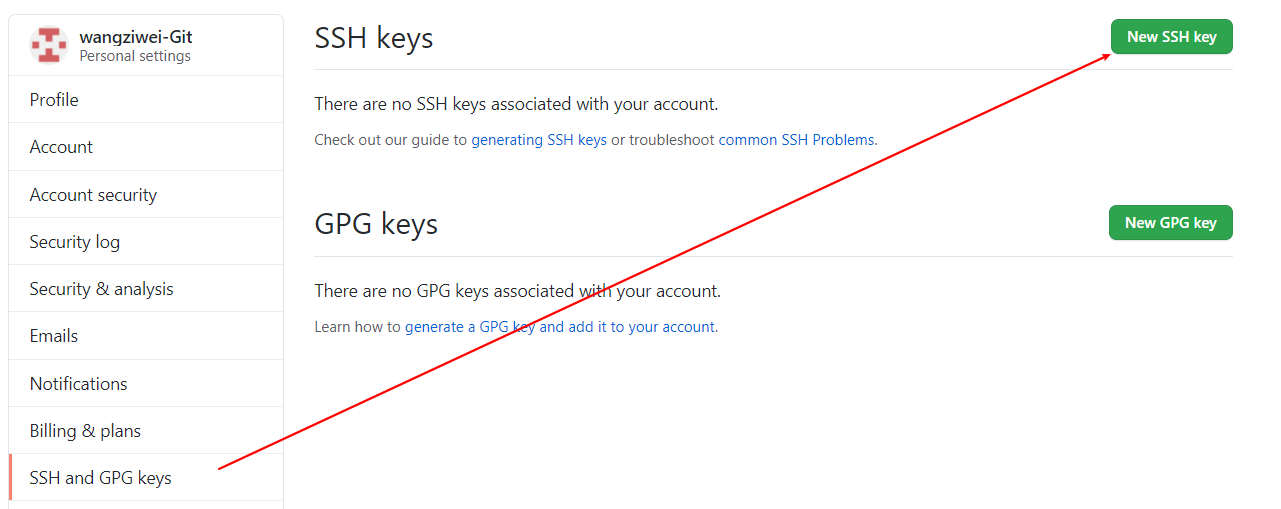 wangziwei-Git
Personal settings
Profile
Account
Account security
Security log
Security & analysis
Emails
Notifications
Billing & plans
SSH and GPG keys
SSH keys
New SSH key
There are no SSH keys associated with your account.
Check out our guide to generating SSH keys or troubleshoot common SSH Problems.
GPG keys
New GPG key
There are no GPG keys associated with your account.
Learn how to generate a GPG key and add it to your account.